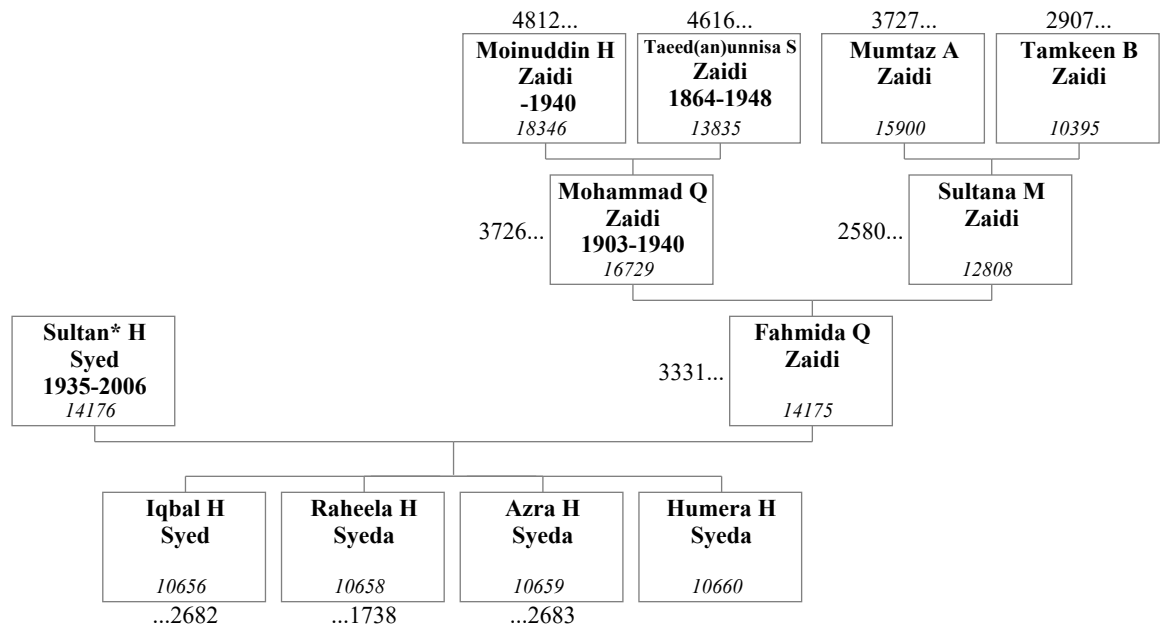 4812...
4616...
3727...
2907...
Moinuddin H
Zaidi
-1940
18346
Taeed(an)unnisa S
Zaidi
1864-1948
13835
Mumtaz A
Zaidi
15900
Tamkeen B
Zaidi
10395
3726...
Mohammad Q
Zaidi
1903-1940
16729
2580...
Sultana M
Zaidi
12808
Sultan* H
Syed
1935-2006
14176
3331...
Fahmida Q
Zaidi
14175
Iqbal H
Syed
10656
...2682
Raheela H
Syeda
10658
...1738
Azra H
Syeda
10659
...2683
Humera H
Syeda
10660